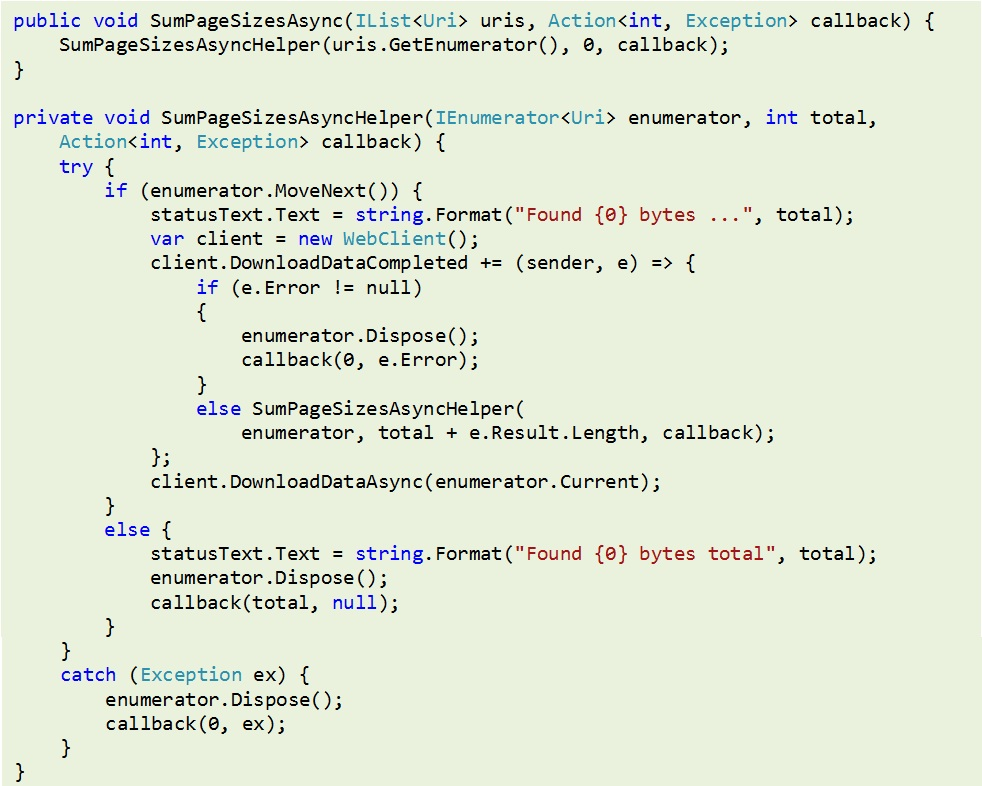 public void SumPageSizesAsync(IList<Uri> uris, Action<int, Exception> callback) {
    SumPageSizesAsyncHelper(uris.GetEnumerator(), 0, callback);
}

private void SumPageSizesAsyncHelper(IEnumerator<Uri> enumerator, int total,
    Action<int, Exception> callback) {
    try {
        if (enumerator.MoveNext()) {
            statusText.Text = string.Format("Found {0} bytes ...", total);
            var client = new WebClient();
            client.DownloadDataCompleted += (sender, e) => {
                if (e.Error != null)
                {
                    enumerator.Dispose();
                    callback(0, e.Error);
                }
                else SumPageSizesAsyncHelper(
                    enumerator, total + e.Result.Length, callback);
            };
            client.DownloadDataAsync(enumerator.Current);
        }
        else {
            statusText.Text = string.Format("Found {0} bytes total", total);
            enumerator.Dispose();
            callback(total, null);
        }
    }
    catch (Exception ex) {
        enumerator.Dispose();
        callback(0, ex);
    }
}